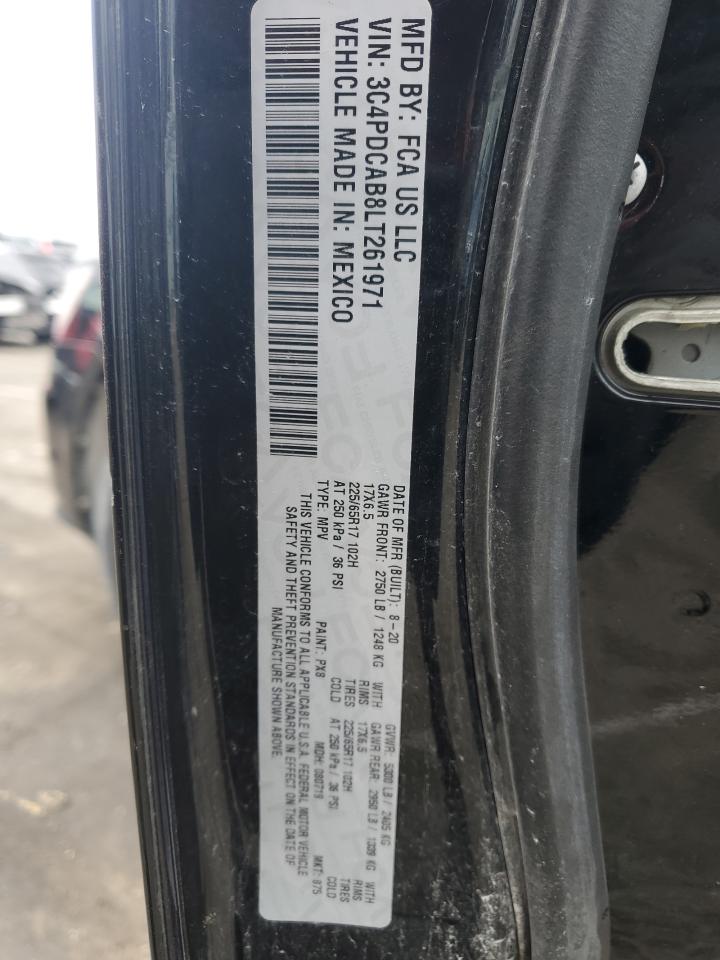 MFD BY: FCA US LLC
VIN: 3C4PDCAB8LT261971
VEHICLE MADE IN: MEXICO
DATE OF MFR (BUILT): 8-20 GVWR: 5300 LB / 2405 KG
GAWR FRONT: 2750 LB / 1248 KG WITH GAWR REAR: 2950 LB / 1339 KG WITH
17X6.5 RIMS 17X6.5 RIMS
225/65R17 102H TIRES 225/65R17 102H TIRES
AT 250 kPa / 36 PSI COLD AT 250 kPa / 36 PSI COLD
TYPE: MPV PAINT: PX8 MDH: 080719 MKT: 875
THIS VEHICLE CONFORMS TO ALL APPLICABLE U.S.A. FEDERAL MOTOR VEHICLE
SAFETY AND THEFT PREVENTION STANDARDS IN EFFECT ON THE DATE OF
MANUFACTURE SHOWN ABOVE.